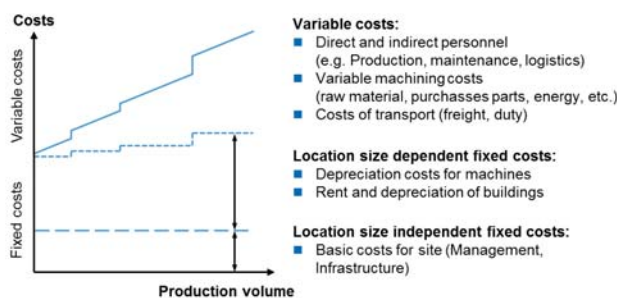 Costs
Variable costs
Fixed costs
Production volume
Variable costs:
Direct and indirect personnel
(e.g. Production, maintenance, logistics)
Variable machining costs
(raw material, purchasses parts, energy, etc.)
Costs of transport (freight, duty)
Location size dependent fixed costs:
Depreciation costs for machines
Rent and depreciation of buildings
Location size independent fixed costs:
Basic costs for site (Management,
Infrastructure)